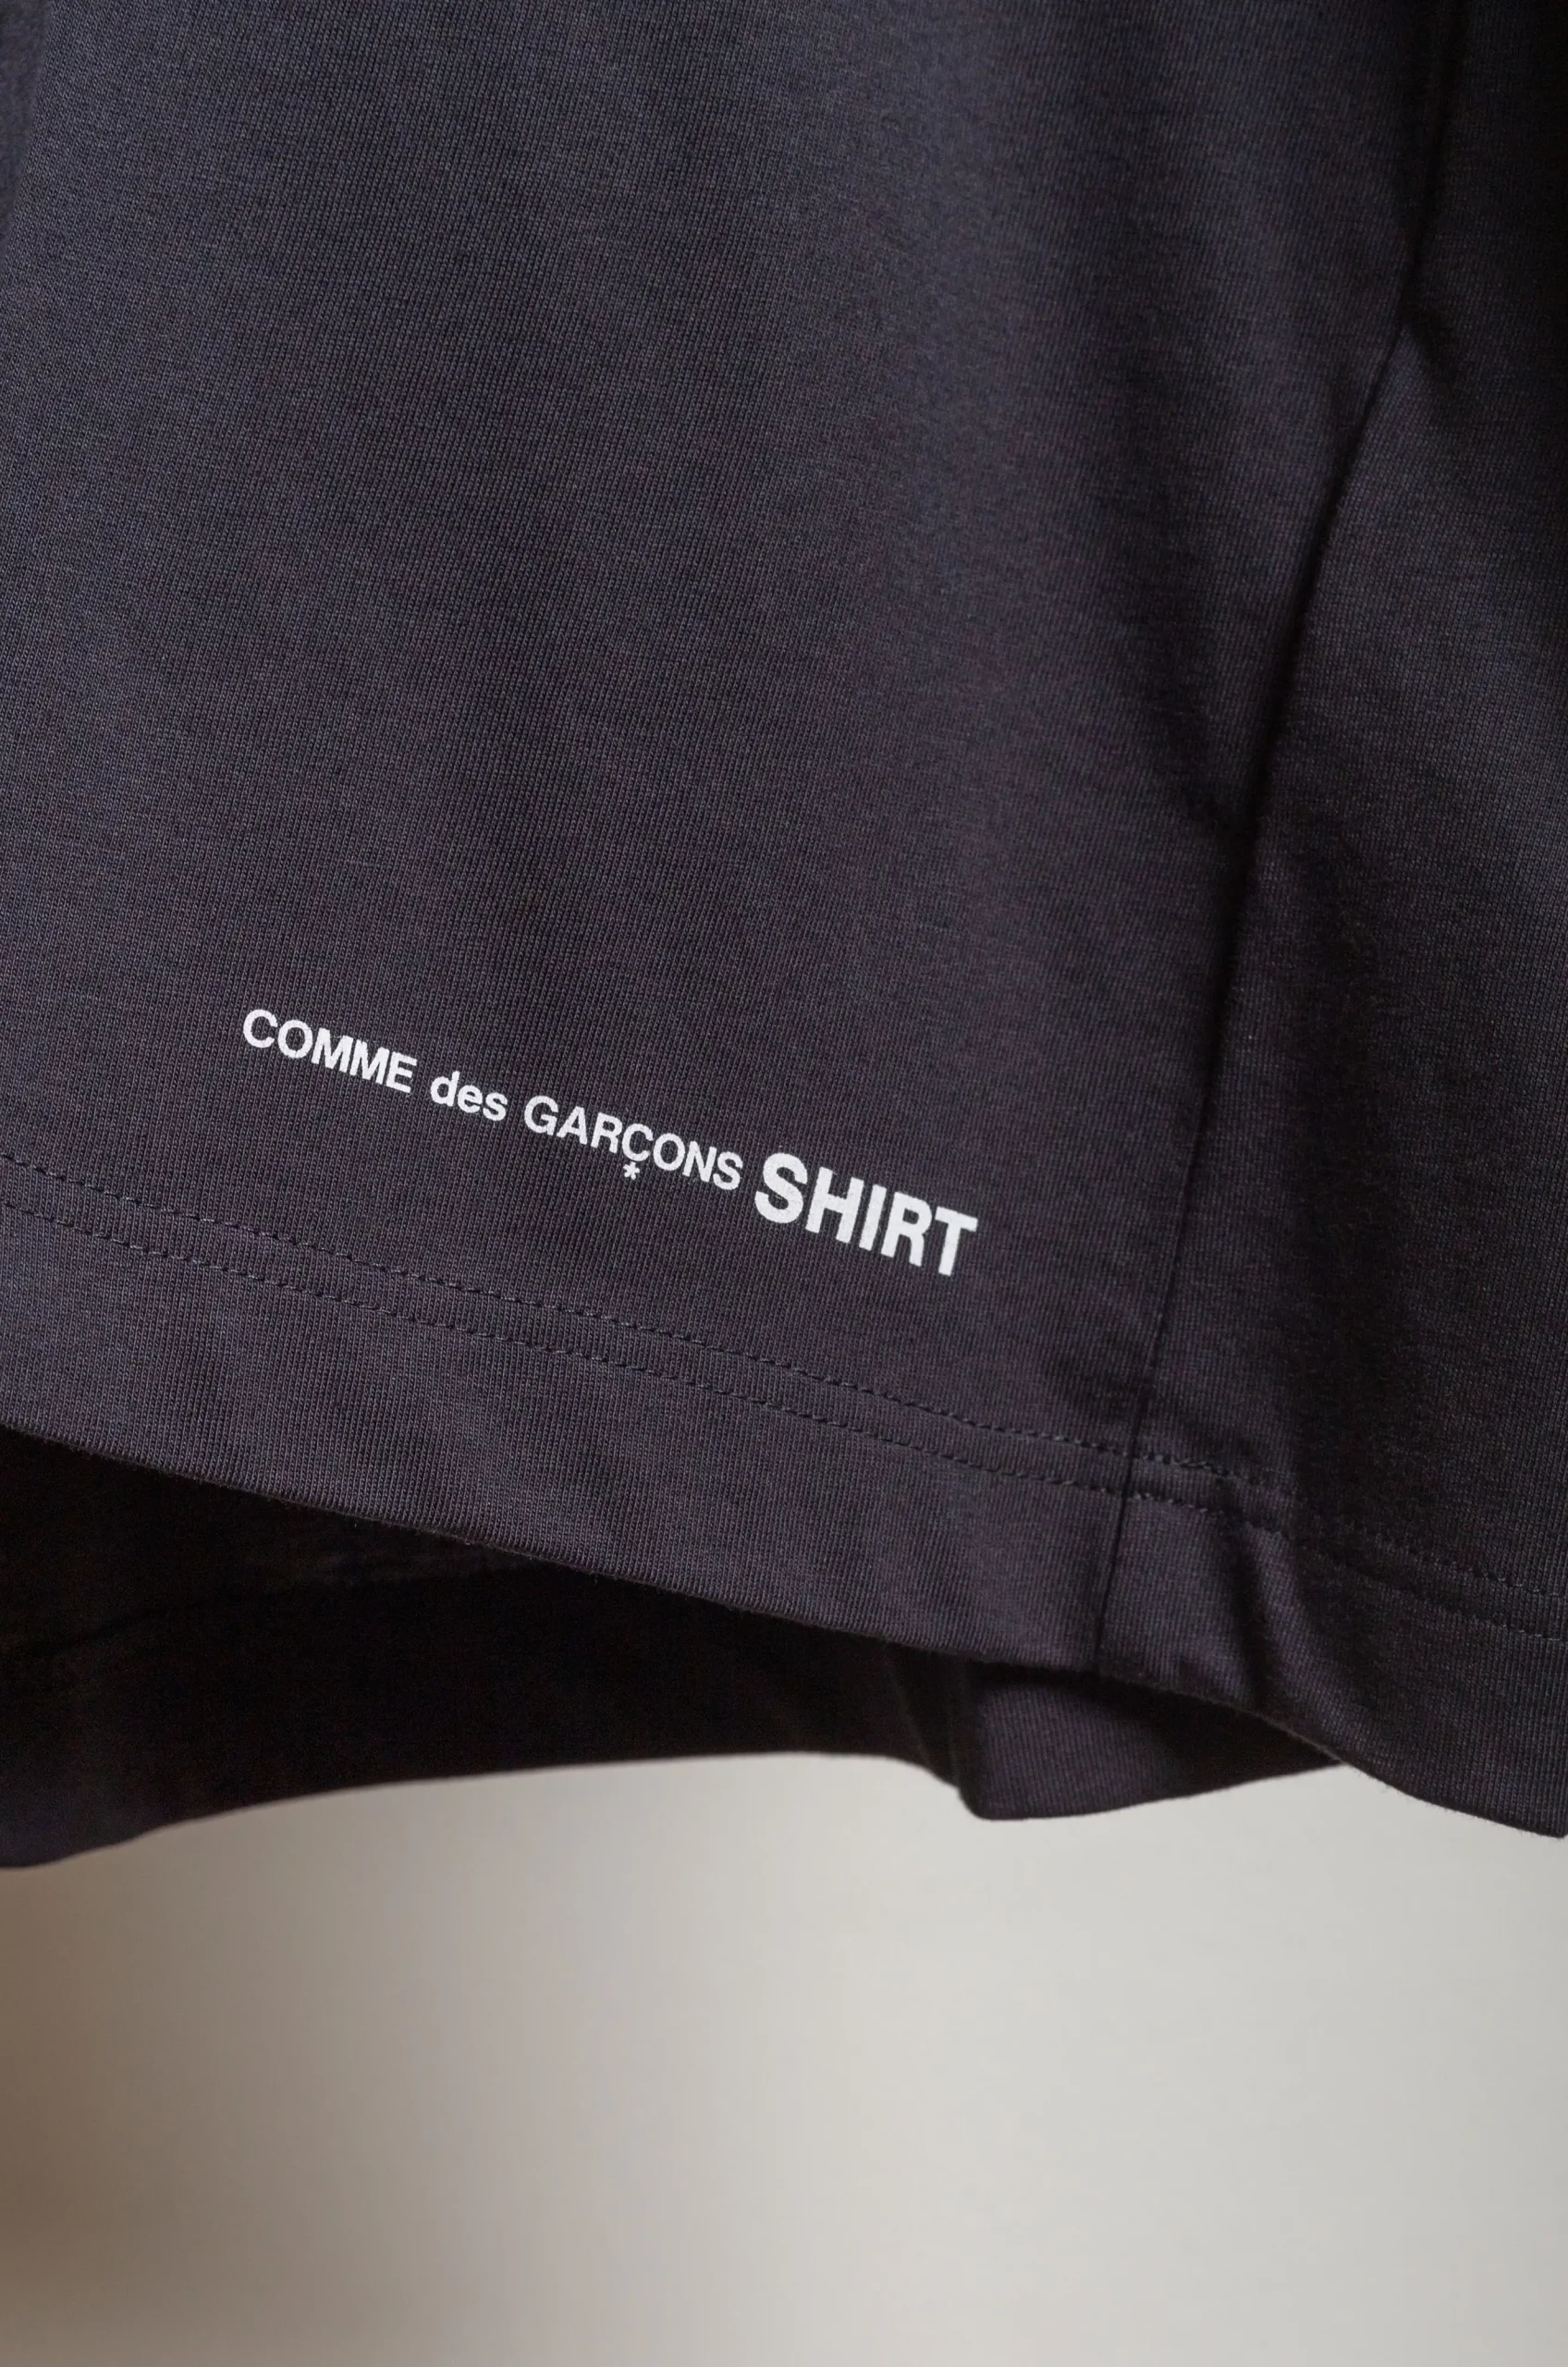 COMME des GARÇONS SHIRT
*